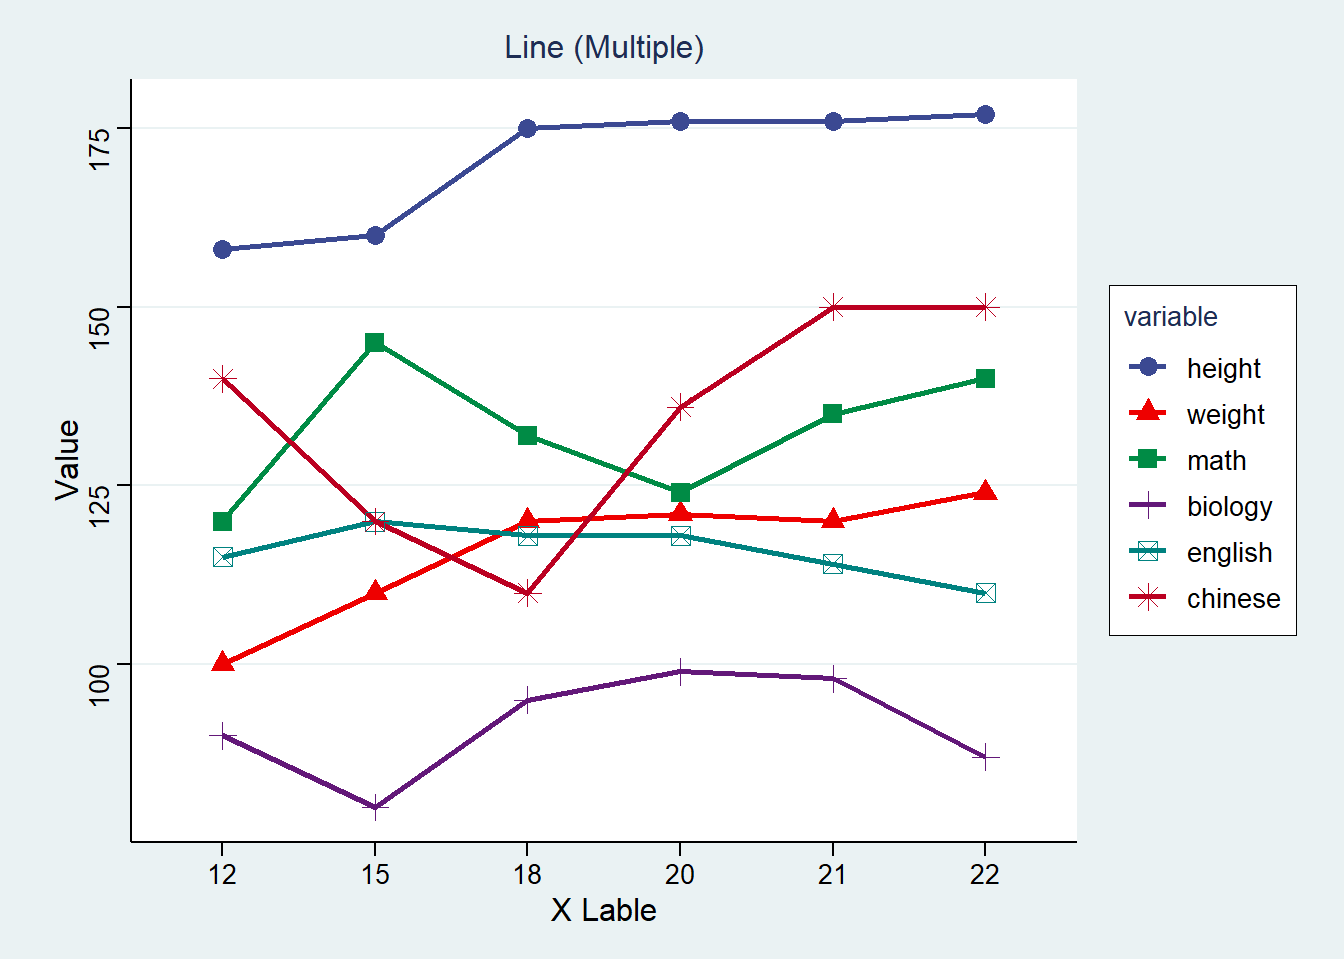 Line (Multiple)
Value
175
150
125
100
12 15 18 20 21 22
X Lable
variable
height
weight
math
biology
english
chinese